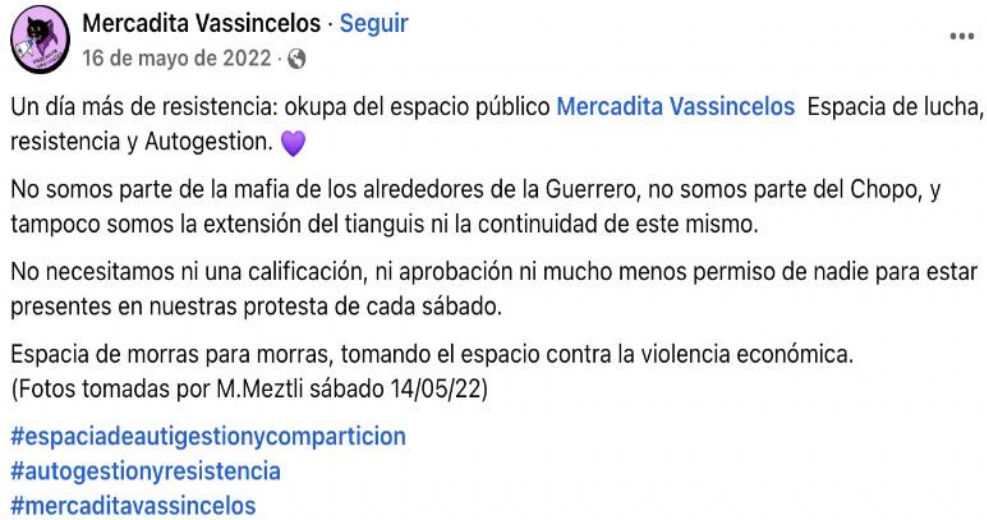 Mercadita Vassincelos · Seguir
16 de mayo de 2022 ·
Un día más de resistencia: okupa del espacio público Mercadita Vassincelos Espacia de lucha,
resistencia y Autogestion. 💜
No somos parte de la mafia de los alrededores de la Guerrero, no somos parte del Chopo, y
tampoco somos la extensión del tianguis ni la continuidad de este mismo.
No necesitamos ni una calificación, ni aprobación ni mucho menos permiso de nadie para estar
presentes en nuestras protesta de cada sábado.
Espacia de morras para morras, tomando el espacio contra la violencia económica.
(Fotos tomadas por M.Meztli sábado 14/05/22)
#espaciadeautigestionycomparticion
#autogestionyresistencia
#mercaditavassincelos